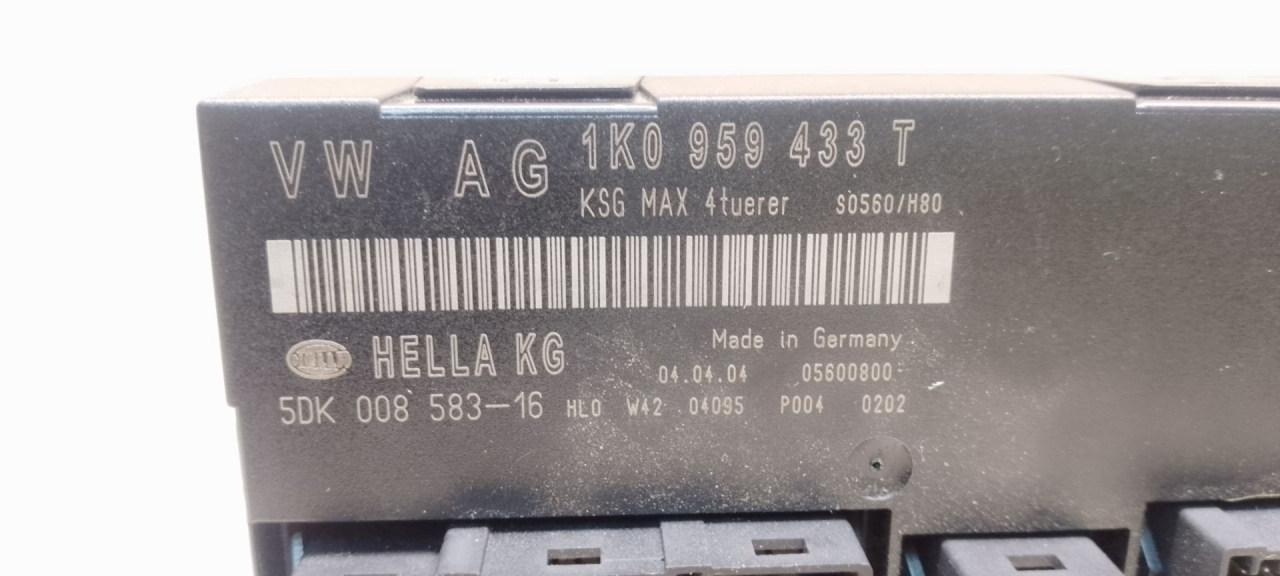 VW AG 1K0 959 433 T
KSG MAX 4tuerer S0560/H80
HELLA HELLA KG Made in Germany
04.04.04 05600800
5DK 008 583-16 HLO W42 04095 P004 0202